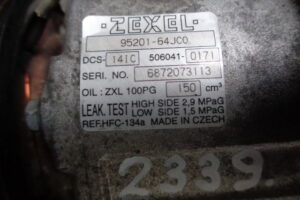 ZEXEL
95201-64JC0
DCS- 141C 506041- 0171
SERI. NO. 6872073113
OIL: ZXL 100PG 150 cm³
LEAK. TEST HIGH SIDE 2,9 MPaG
LOW SIDE 1.5 MPaG
REF.HFC-134a MADE IN CZECH
2339.